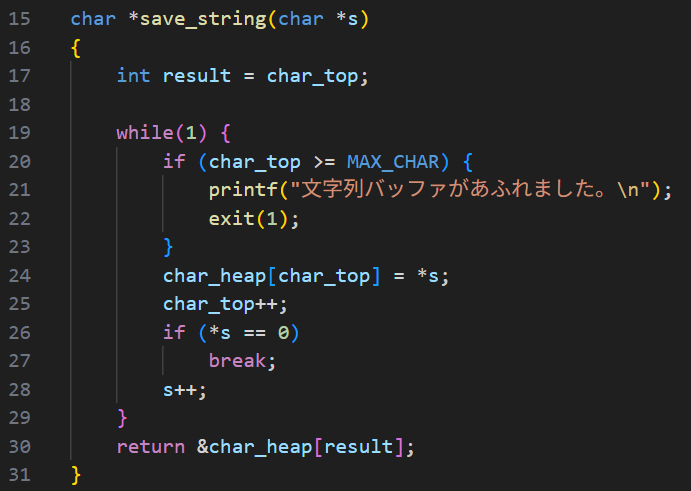 15 char *save_string(char *s)
16 {
17     int result = char_top;
18
19     while(1) {
20         if (char_top >= MAX_CHAR) {
21             printf("文字列バッファがあふれました。\n");
22             exit(1);
23         }
24         char_heap[char_top] = *s;
25         char_top++;
26         if (*s == 0)
27             break;
28         s++;
29     }
30     return &char_heap[result];
31 }